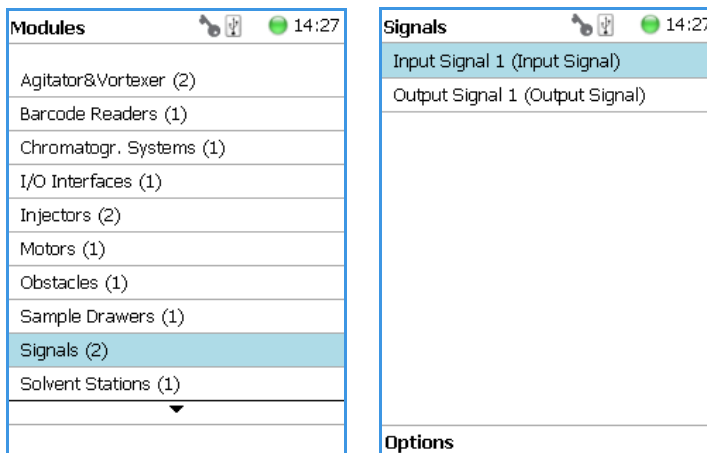 Modules 14:27
Agitator&Vortexer (2)
Barcode Readers (1)
Chromatogr. Systems (1)
I/O Interfaces (1)
Injectors (2)
Motors (1)
Obstacles (1)
Sample Drawers (1)
Signals (2)
Solvent Stations (1)
Signals 14:27
Input Signal 1 (Input Signal)
Output Signal 1 (Output Signal)
Options